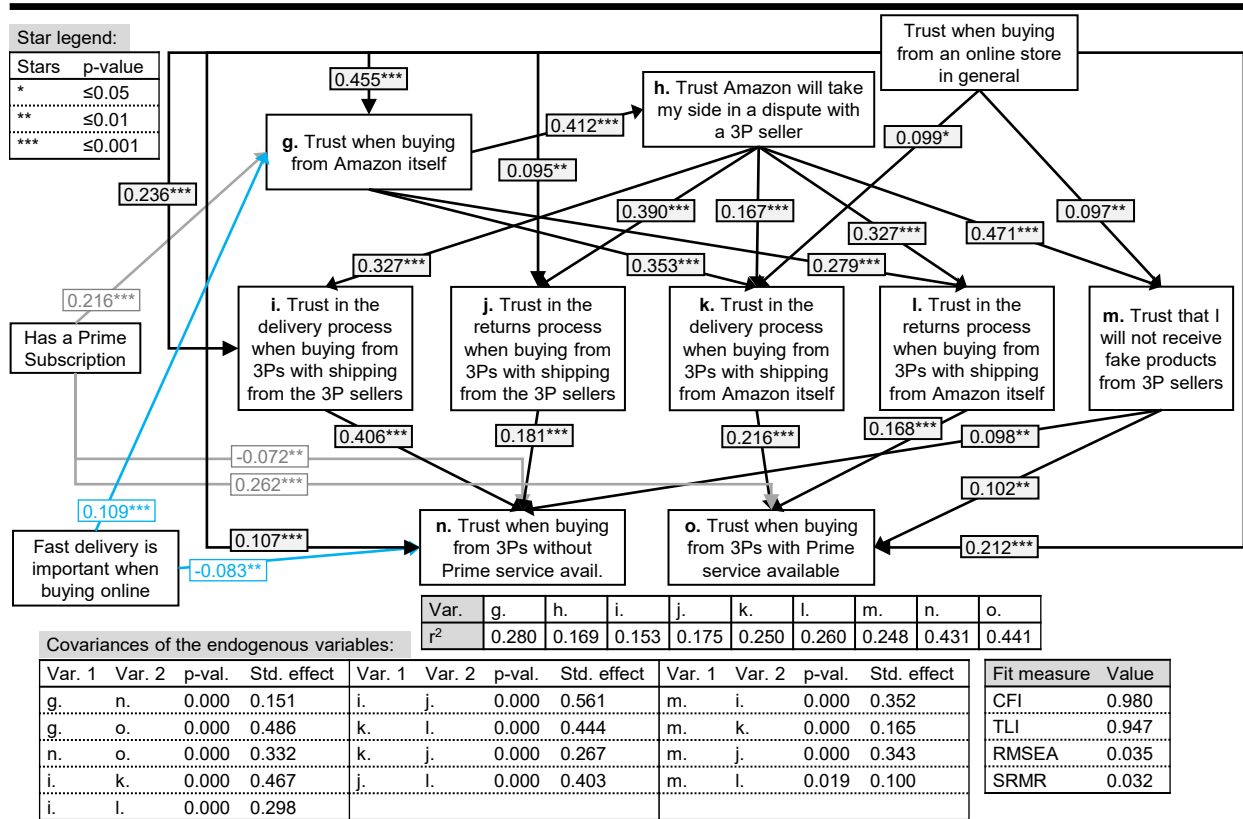 Star legend:
Stars p-value
* ≤0.05
** ≤0.01
*** ≤0.001
Trust when buying
from an online store
in general
0.455***
h. Trust Amazon will take
my side in a dispute with
a 3P seller
g. Trust when buying
from Amazon itself
0.412***
0.099*
0.095**
0.236***
0.390***
0.167***
0.097**
0.327***
0.471***
0.327***
0.353***
0.279***
0.216***
Has a Prime
Subscription
i. Trust in the
delivery process
when buying from
3Ps with shipping
from the 3P sellers
j. Trust in the
returns process
when buying from
3Ps with shipping
from the 3P sellers
k. Trust in the
delivery process
when buying from
3Ps with shipping
from Amazon itself
l. Trust in the
returns process
when buying from
3Ps with shipping
from Amazon itself
m. Trust that I
will not receive
fake products
from 3P sellers
0.406***
0.181***
0.216***
0.168***
0.098**
-0.072**
0.262***
0.102**
0.109***
Fast delivery is
important when
buying online
0.107***
-0.083**
n. Trust when buying
from 3Ps without
Prime service avail.
o. Trust when buying
from 3Ps with Prime
service available
0.212***
Var. g. h. i. j. k. l. m. n. o.
r2 0.280 0.169 0.153 0.175 0.250 0.260 0.248 0.431 0.441
Covariances of the endogenous variables:
Var. 1 Var. 2 p-val. Std. effect Var. 1 Var. 2 p-val. Std. effect Var. 1 Var. 2 p-val. Std. effect
g. n. 0.000 0.151 i. j. 0.000 0.561 m. i. 0.000 0.352
g. o. 0.000 0.486 k. l. 0.000 0.444 m. k. 0.000 0.165
n. o. 0.000 0.332 k. j. 0.000 0.267 m. j. 0.000 0.343
i. k. 0.000 0.467 j. l. 0.000 0.403 m. l. 0.019 0.100
i. l. 0.000 0.298
Fit measure Value
CFI 0.980
TLI 0.947
RMSEA 0.035
SRMR 0.032